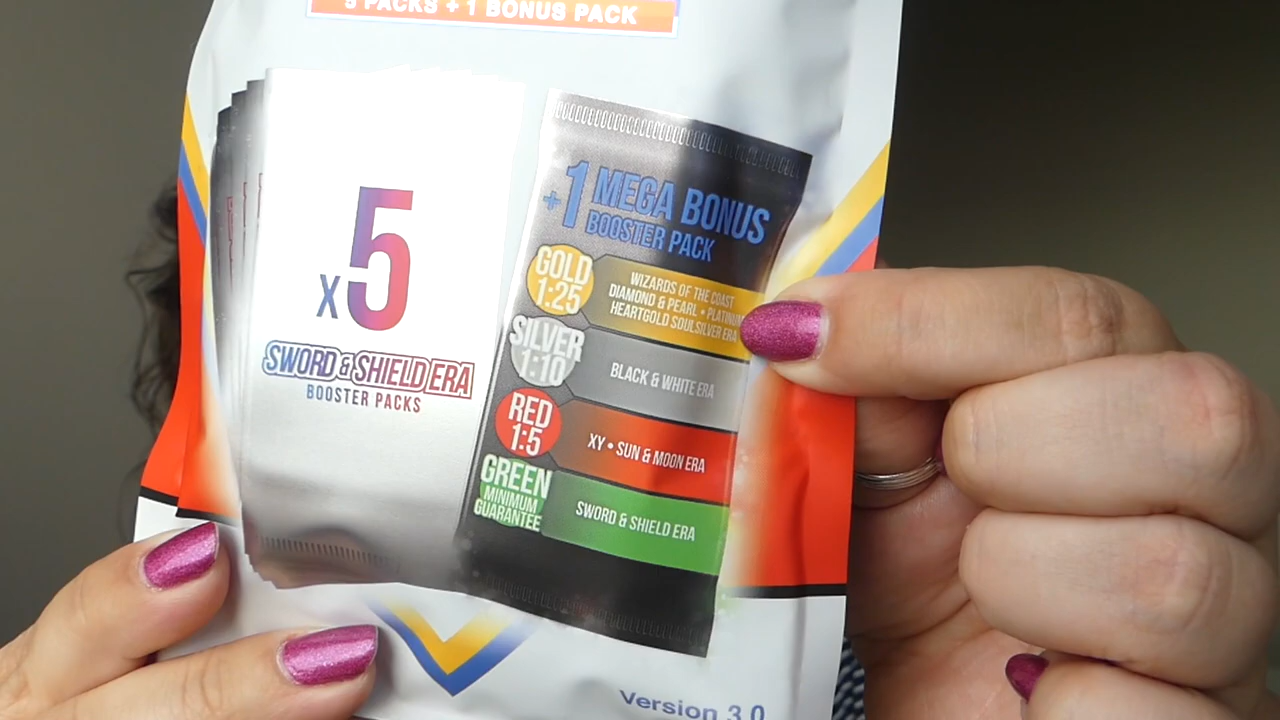 5 PACKS + 1 BONUS PACK
x5
SWORD & SHIELD ERA
BOOSTER PACKS
+1 MEGA BONUS
BOOSTER PACK
GOLD
1:25
WIZARDS OF THE COAST
DIAMOND & PEARL • PLATINUM
HEARTGOLD SOULSILVER ERA
SILVER
1:10
BLACK & WHITE ERA
RED
1:5
XY • SUN & MOON ERA
GREEN
MINIMUM
GUARANTEE
SWORD & SHIELD ERA
Version 3.0